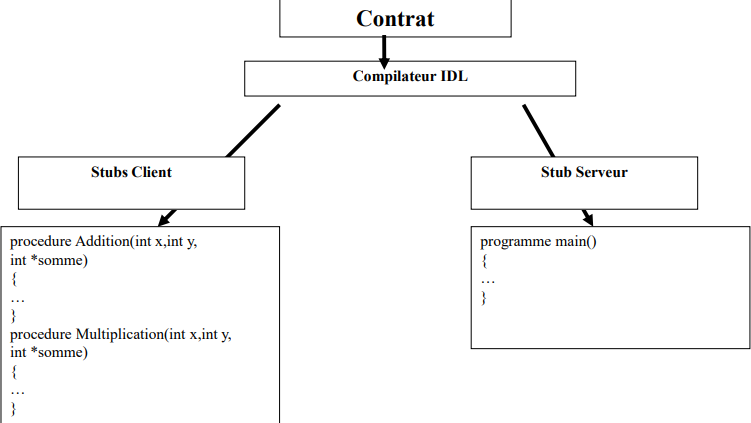 Contrat
Compilateur IDL
Stubs Client
Stub Serveur
procedure Addition(int x,int y,
int *somme)
{
…
}
procedure Multiplication(int x,int y,
int *somme)
{
…
}
programme main()
{
…
}